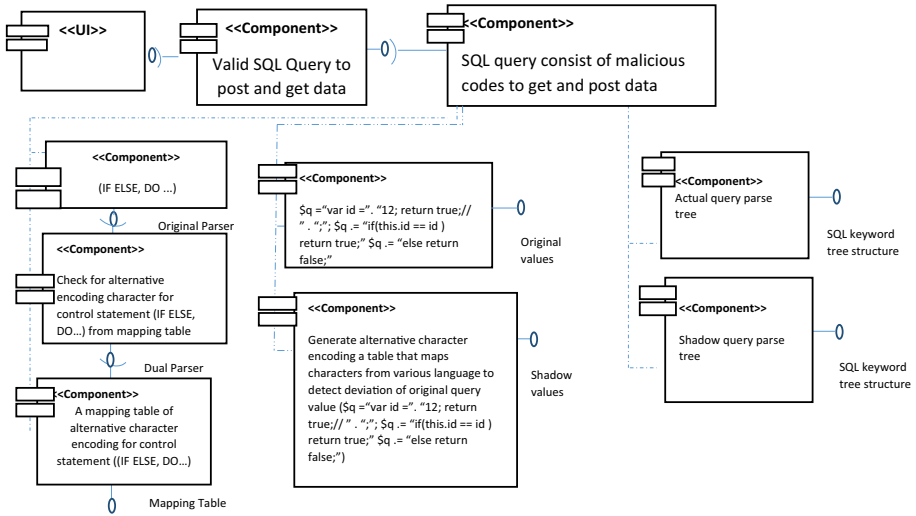 <<UI>>
<<Component>>
Valid SQL Query to
post and get data
<<Component>>
SQL query consist of malicious
codes to get and post data
<<Component>>
(IF ELSE, DO ...)
Original Parser
<<Component>>
Check for alternative
encoding character for
control statement (IF ELSE,
DO...) from mapping table
Dual Parser
<<Component>>
A mapping table of
alternative character
encoding for control
statement ((IF ELSE, DO...)
Mapping Table
<<Component>>
$q =“var id =”. “12; return true;//
” . “;”; $q .= “if(this.id == id )
return true;” $q .= “else return
false;”
Original
values
<<Component>>
Generate alternative character
encoding a table that maps
characters from various language to
detect deviation of original query
value ($q =“var id =”. “12; return
true;// ” . “;”; $q .= “if(this.id == id )
return true;” $q .= “else return
false;”)
Shadow
values
<<Component>>
Actual query parse
tree
SQL keyword
tree structure
<<Component>>
Shadow query parse
tree
SQL keyword
tree structure